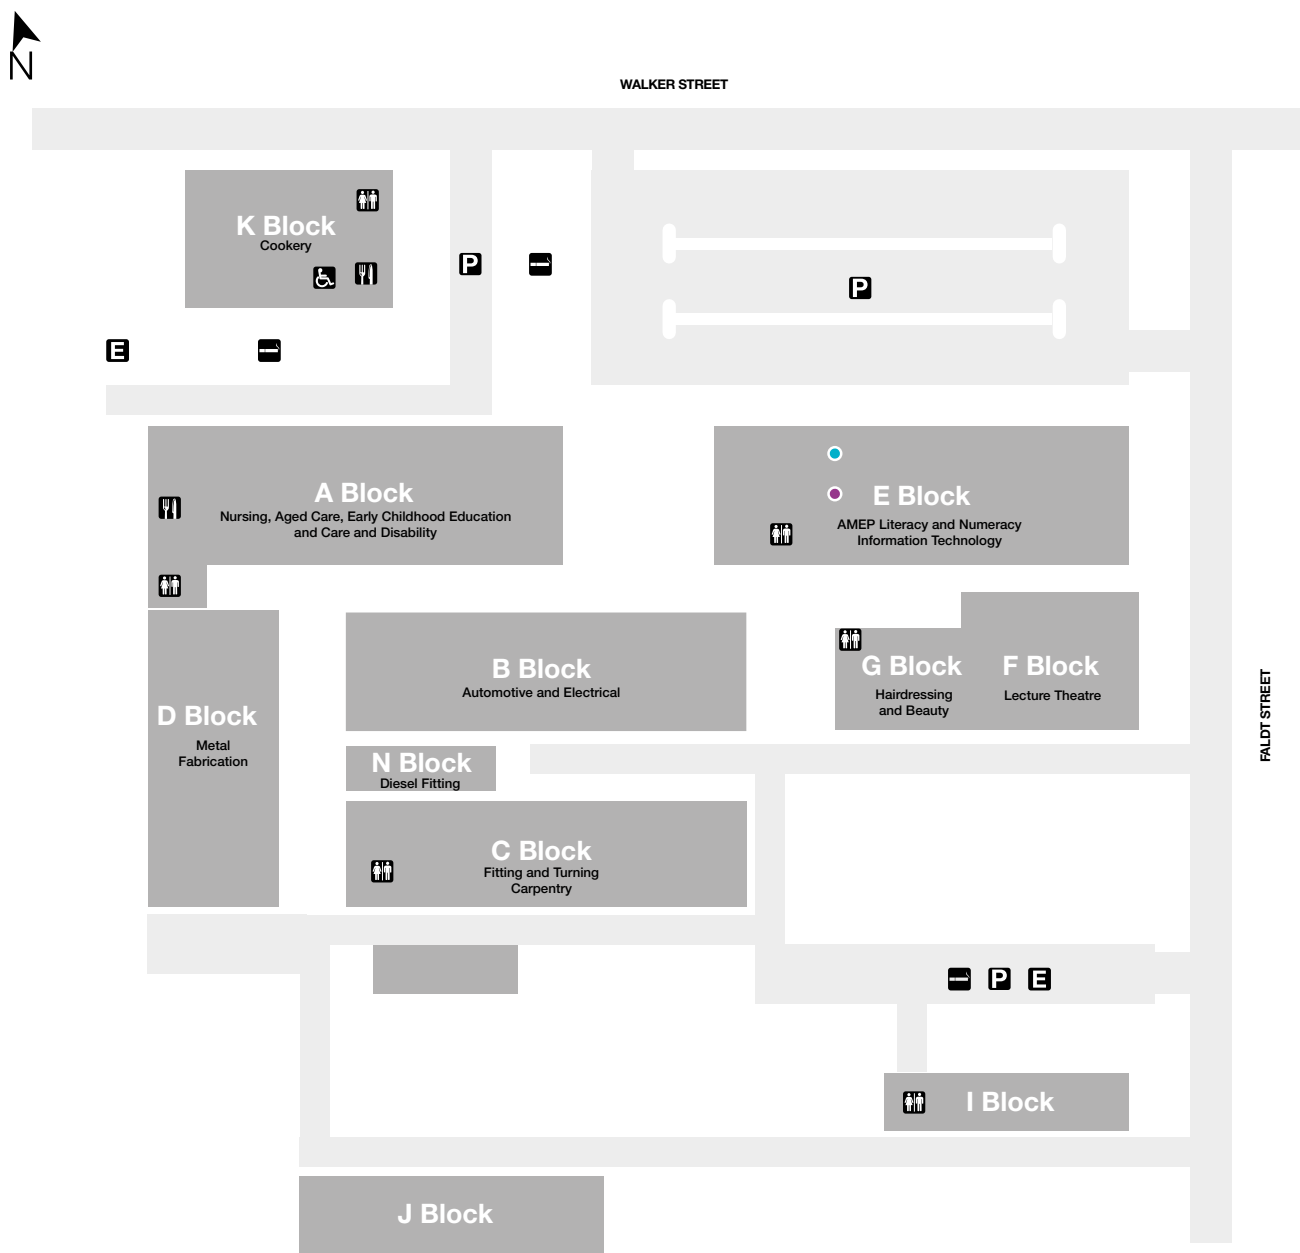 N
WALKER STREET
K Block
Cookery
P
P
E
A Block
Nursing, Aged Care, Early Childhood Education
and Care and Disability
E Block
AMEP Literacy and Numeracy
Information Technology
B Block
Automotive and Electrical
G Block
Hairdressing
and Beauty
F Block
Lecture Theatre
FALDT STREET
D Block
Metal
Fabrication
N Block
Diesel Fitting
C Block
Fitting and Turning
Carpentry
P
E
I Block
J Block